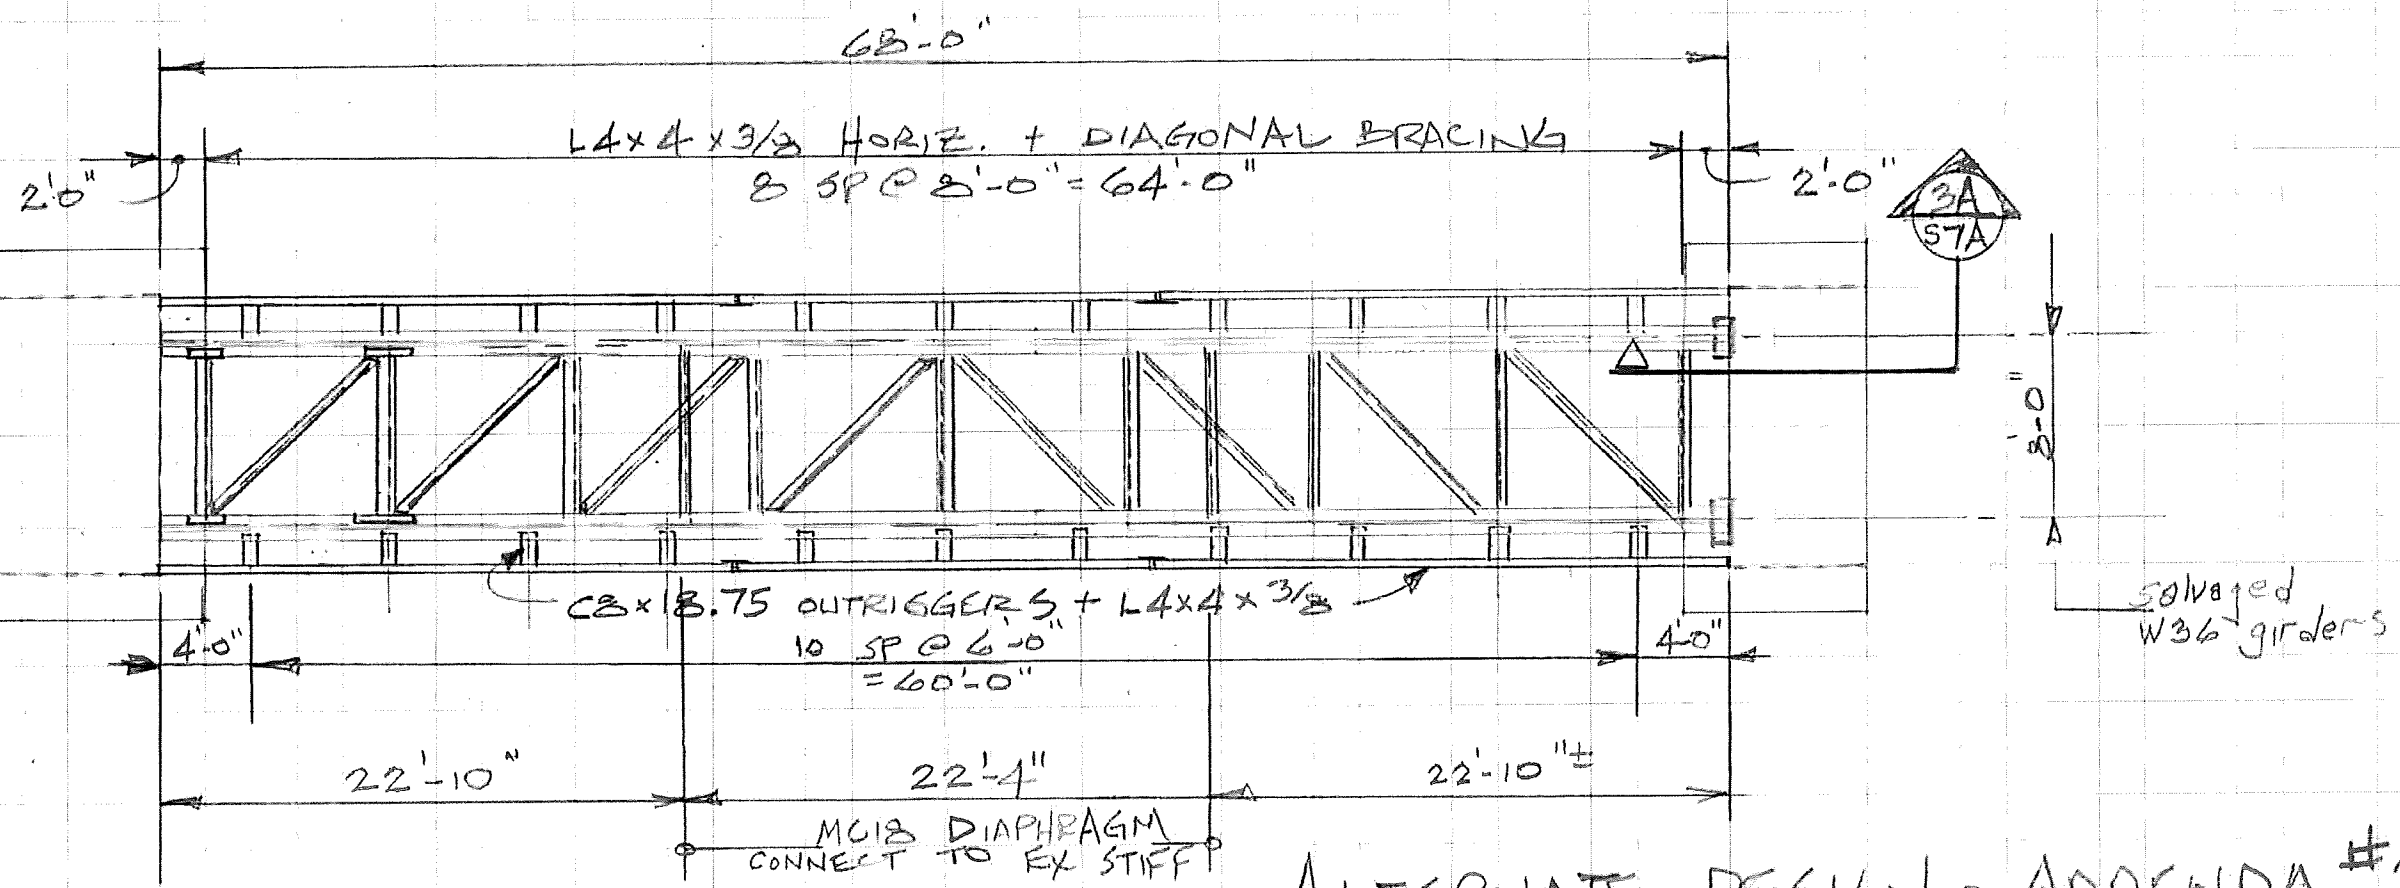 68'-0"
L4x4x3/8 HORIZ. + DIAGONAL BRACING
8 SP @ 8'-0" = 64'-0"
2'0"
2'-0"
3A
S7A
8'-0"
C8x18.75 OUTRIGGERS + L4x4x3/8
salvaged
W36 girders
4'-0"
10 SP @ 6'-0"
= 60'-0"
4'-0"
22'-10"
22'-4"
22'-10"±
MC18 DIAPHRAGM
CONNECT TO EX STIFF